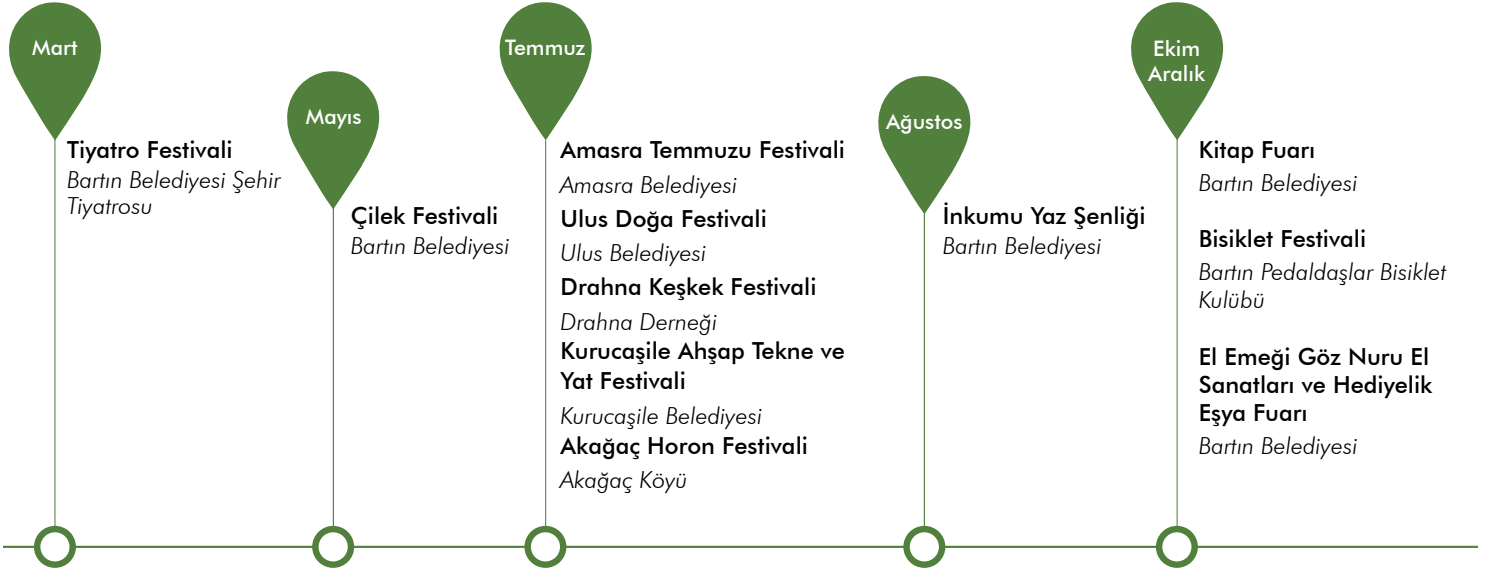 Mart
Tiyatro Festivali
Bartın Belediyesi Şehir
Tiyatrosu
Mayıs
Çilek Festivali
Bartın Belediyesi
Temmuz
Amasra Temmuzu Festivali
Amasra Belediyesi
Ulus Doğa Festivali
Ulus Belediyesi
Drahna Keşkek Festivali
Drahna Derneği
Kurucaşile Ahşap Tekne ve
Yat Festivali
Kurucaşile Belediyesi
Akağaç Horon Festivali
Akağaç Köyü
Ağustos
İnkumu Yaz Şenliği
Bartın Belediyesi
Ekim
Aralık
Kitap Fuarı
Bartın Belediyesi
Bisiklet Festivali
Bartın Pedaldaşlar Bisiklet
Kulübü
El Emeği Göz Nuru El
Sanatları ve Hediyelik
Eşya Fuarı
Bartın Belediyesi